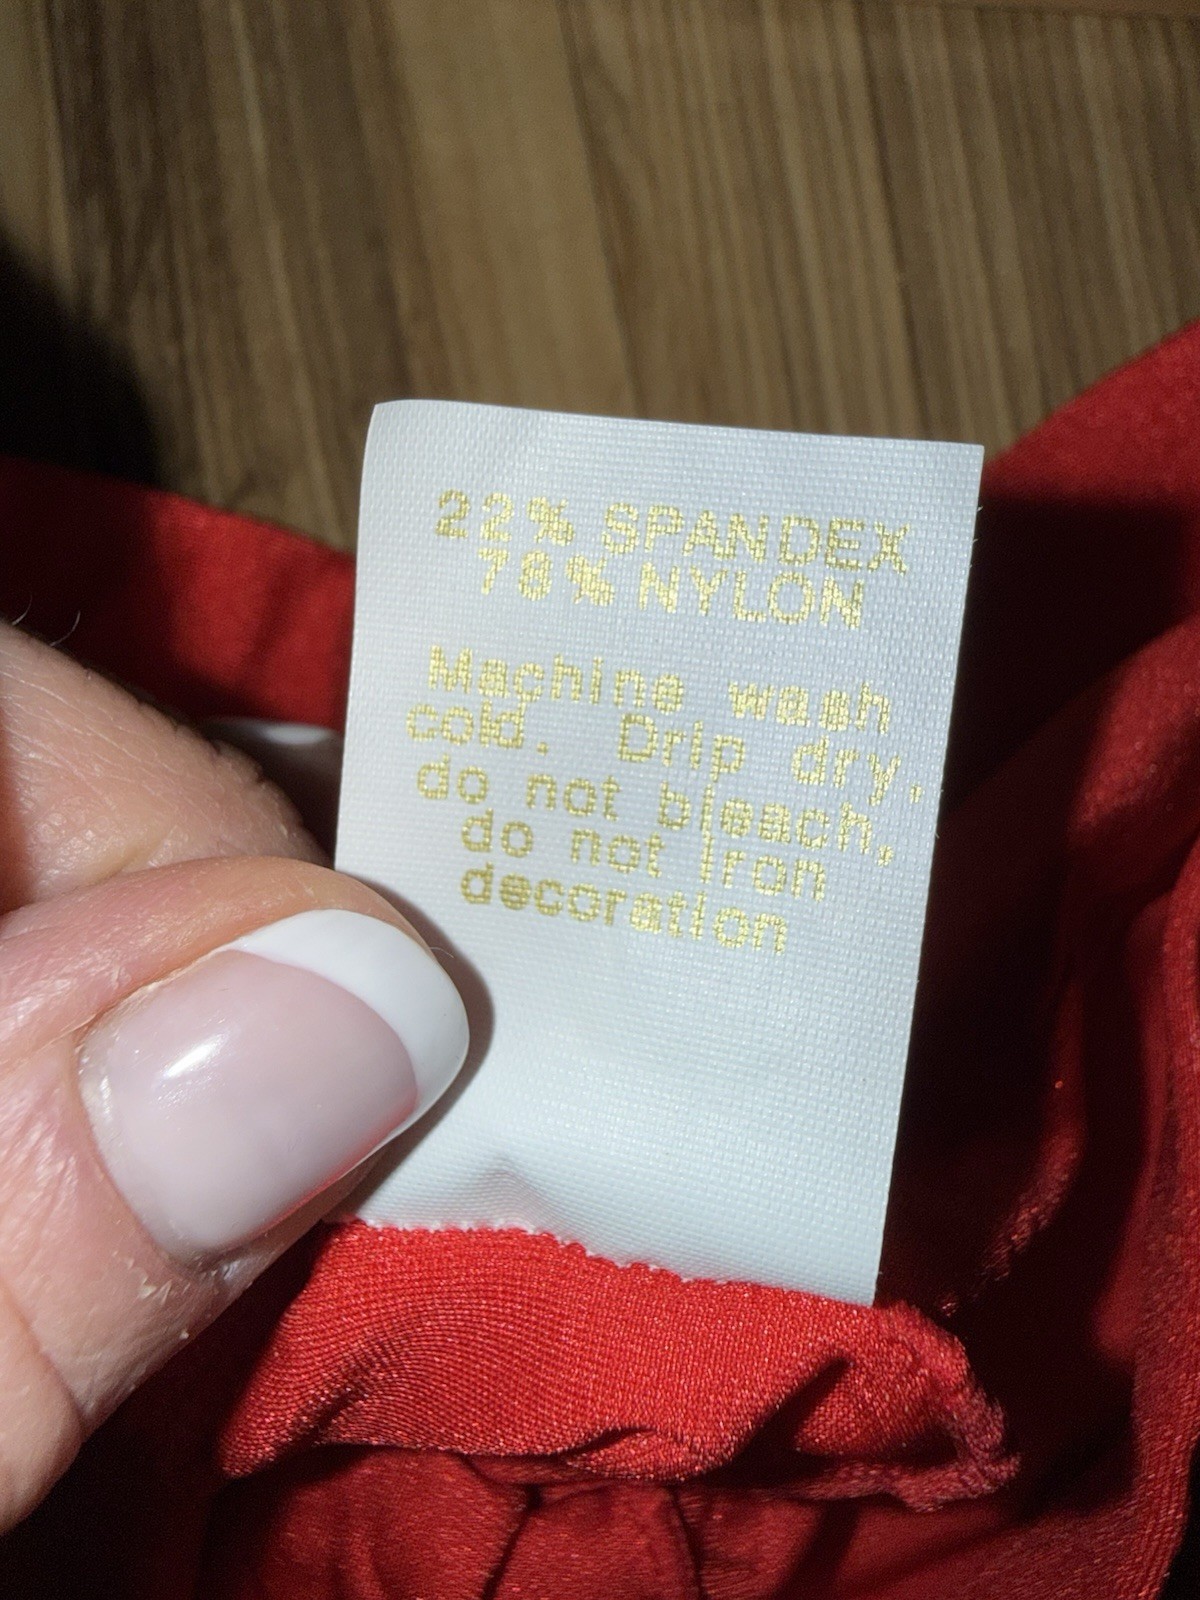 22% SPANDEX
78% NYLON
Machine wash
cold. Drip dry,
do not bleach,
do not Iron
decoration